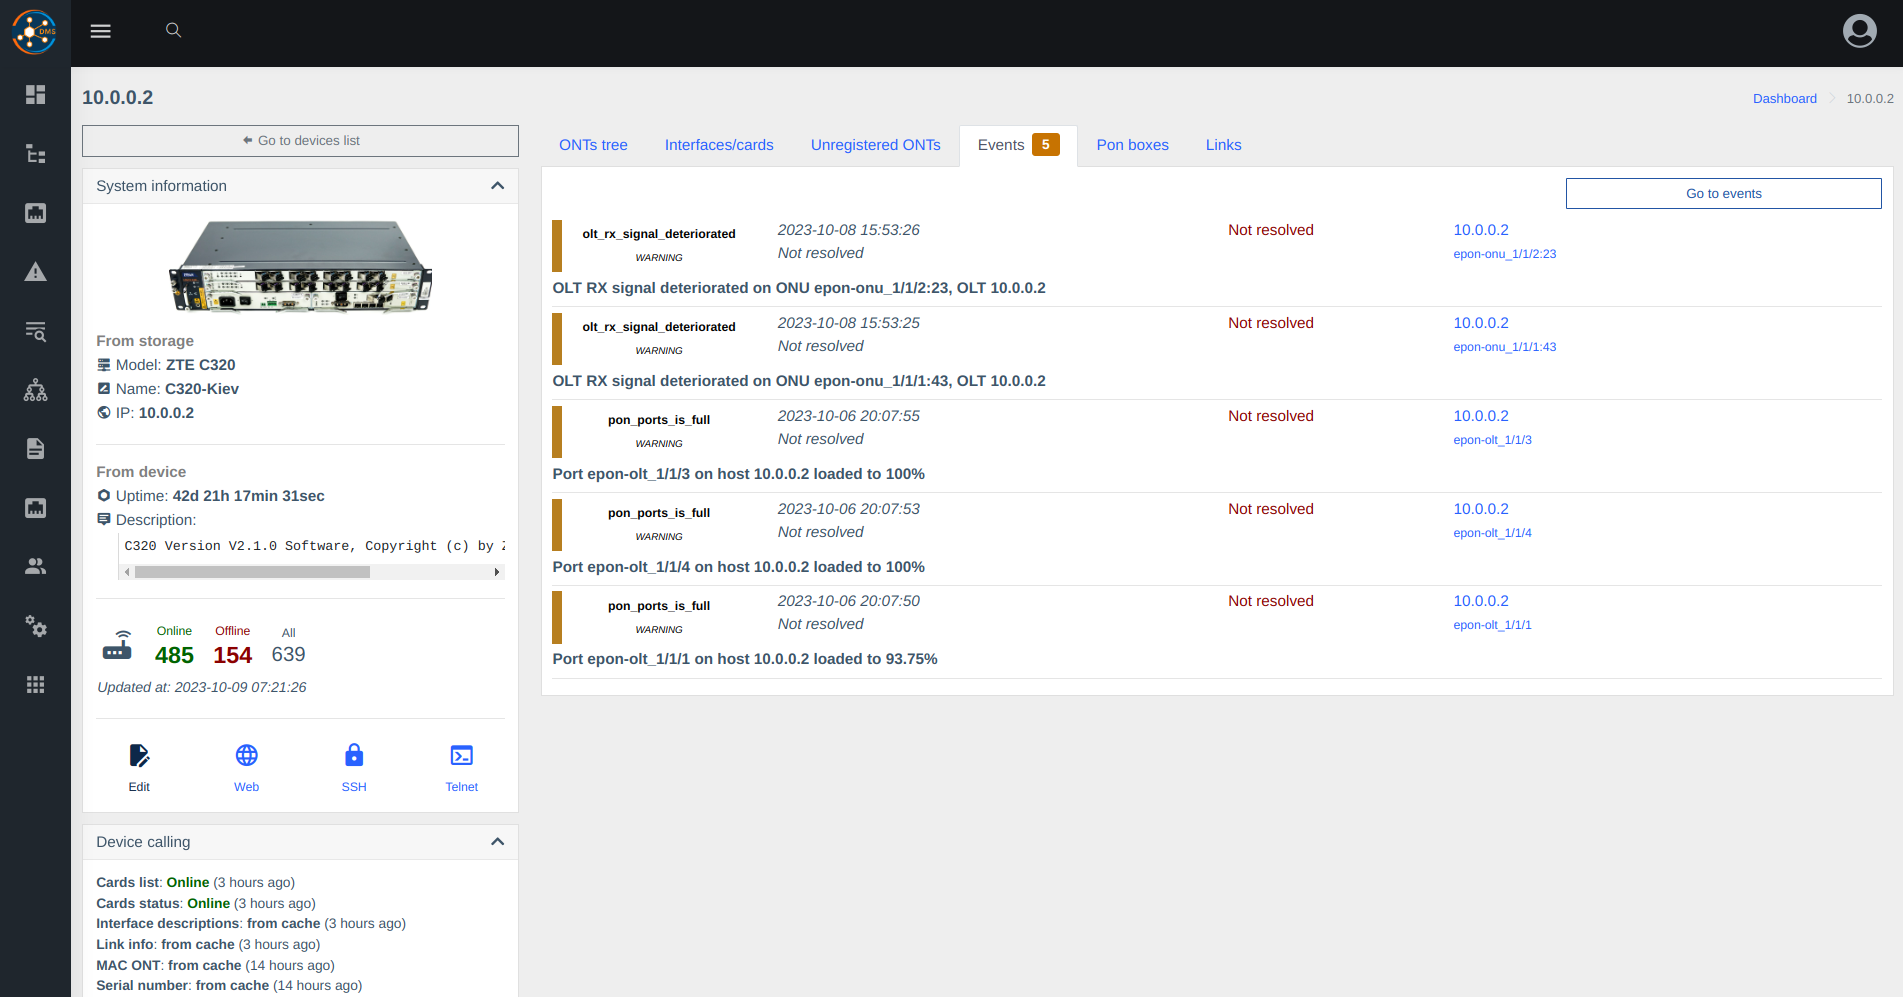 DMS
10.0.0.2
Dashboard
10.0.0.2
Go to devices list
System information
From storage
Model: ZTE C320
Name: C320-Kiev
IP: 10.0.0.2
From device
Uptime: 42d 21h 17min 31sec
Description:
C320 Version V2.1.0 Software, Copyright (c) by
Online
Offline
All
485
154
639
Updated at: 2023-10-09 07:21:26
Edit
Web
SSH
Telnet
Device calling
Cards list: Online (3 hours ago)
Cards status: Online (3 hours ago)
Interface descriptions: from cache (3 hours ago)
Link info: from cache (3 hours ago)
MAC ONT: from cache (14 hours ago)
Serial number: from cache (14 hours ago)
ONTs tree
Interfaces/cards
Unregistered ONTs
Events 5
Pon boxes
Links
Go to events
olt_rx_signal_deteriorated
WARNING
2023-10-08 15:53:26
Not resolved
Not resolved
10.0.0.2
epon-onu_1/1/2:23
OLT RX signal deteriorated on ONU epon-onu_1/1/2:23, OLT 10.0.0.2
olt_rx_signal_deteriorated
WARNING
2023-10-08 15:53:25
Not resolved
Not resolved
10.0.0.2
epon-onu_1/1/1:43
OLT RX signal deteriorated on ONU epon-onu_1/1/1:43, OLT 10.0.0.2
pon_ports_is_full
WARNING
2023-10-06 20:07:55
Not resolved
Not resolved
10.0.0.2
epon-olt_1/1/3
Port epon-olt_1/1/3 on host 10.0.0.2 loaded to 100%
pon_ports_is_full
WARNING
2023-10-06 20:07:53
Not resolved
Not resolved
10.0.0.2
epon-olt_1/1/4
Port epon-olt_1/1/4 on host 10.0.0.2 loaded to 100%
pon_ports_is_full
WARNING
2023-10-06 20:07:50
Not resolved
Not resolved
10.0.0.2
epon-olt_1/1/1
Port epon-olt_1/1/1 on host 10.0.0.2 loaded to 93.75%